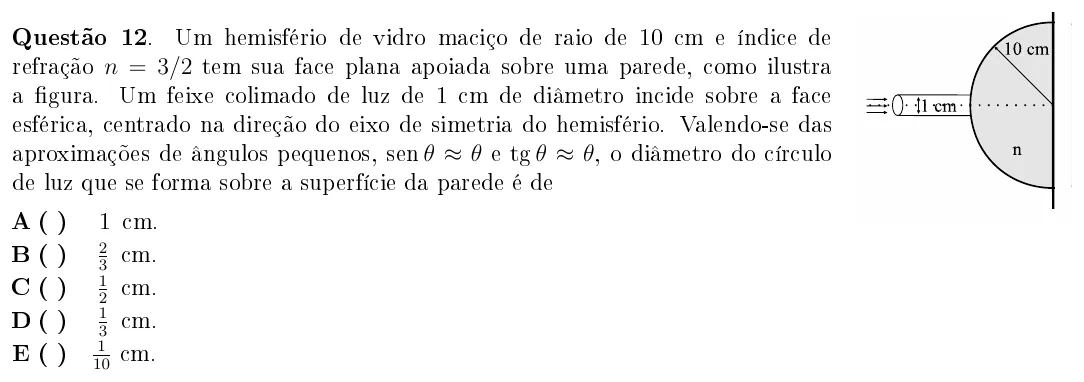 Questão 12. Um hemisfério de vidro maciço de raio de 10 cm e índice de
refração n = 3/2 tem sua face plana apoiada sobre uma parede, como ilustra
a figura. Um feixe colimado de luz de 1 cm de diâmetro incide sobre a face
esférica, centrado na direção do eixo de simetria do hemisfério. Valendo-se das
aproximações de ângulos pequenos, sen θ ≈ θ e tg θ ≈ θ, o diâmetro do círculo
de luz que se forma sobre a superfície da parede é de
A ( ) 1 cm.
B ( ) 2/3 cm.
C ( ) 1/2 cm.
D ( ) 1/3 cm.
E ( ) 1/10 cm.
10 cm
1 cm
n